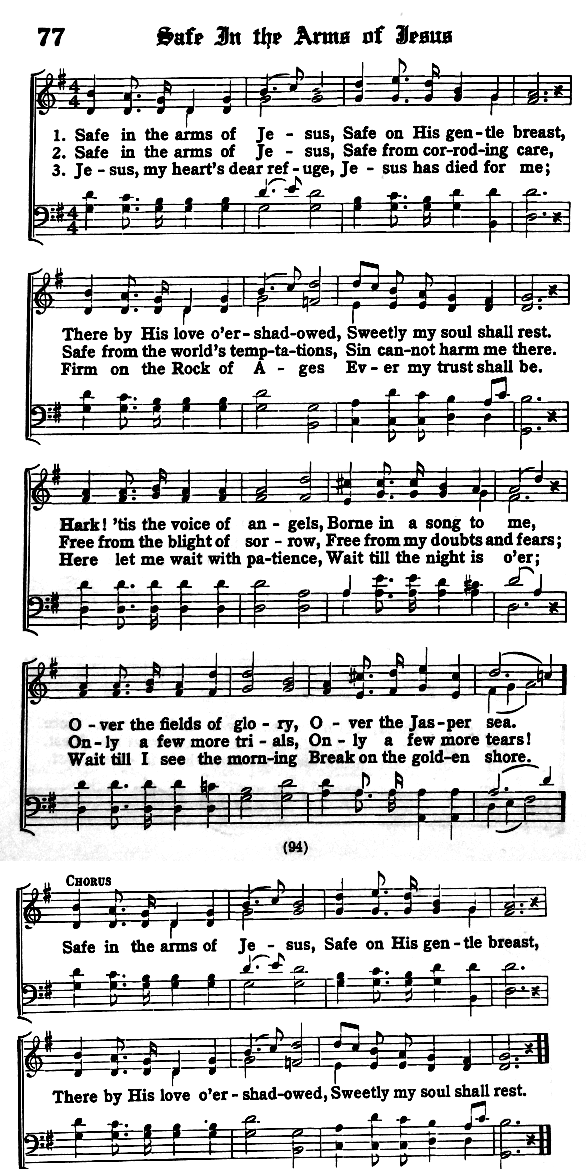 77 Safe In the Arms of Jesus
1. Safe in the arms of Je - sus, Safe on His gen - tle breast,
2. Safe in the arms of Je - sus, Safe from cor - rod - ing care,
3. Je - sus, my heart's dear ref - uge, Je - sus has died for me;
There by His love o'er - shad-owed, Sweetly my soul shall rest.
Safe from the world's temp-ta-tions, Sin can-not harm me there.
Firm on the Rock of A - ges Ev - er my trust shall be.
Hark! 'tis the voice of an - gels, Borne in a song to me,
Free from the blight of sor - row, Free from my doubts and fears;
Here let me wait with pa-tience, Wait till the night is o'er;
O - ver the fields of glo - ry, O - ver the Jas-per sea.
On - ly a few more tri - als, On - ly a few more tears!
Wait till I see the morn-ing Break on the gold-en shore.
(94)
CHORUS
Safe in the arms of Je - sus, Safe on His gen - tle breast,
There by His love o'er - shad-owed, Sweetly my soul shall rest.